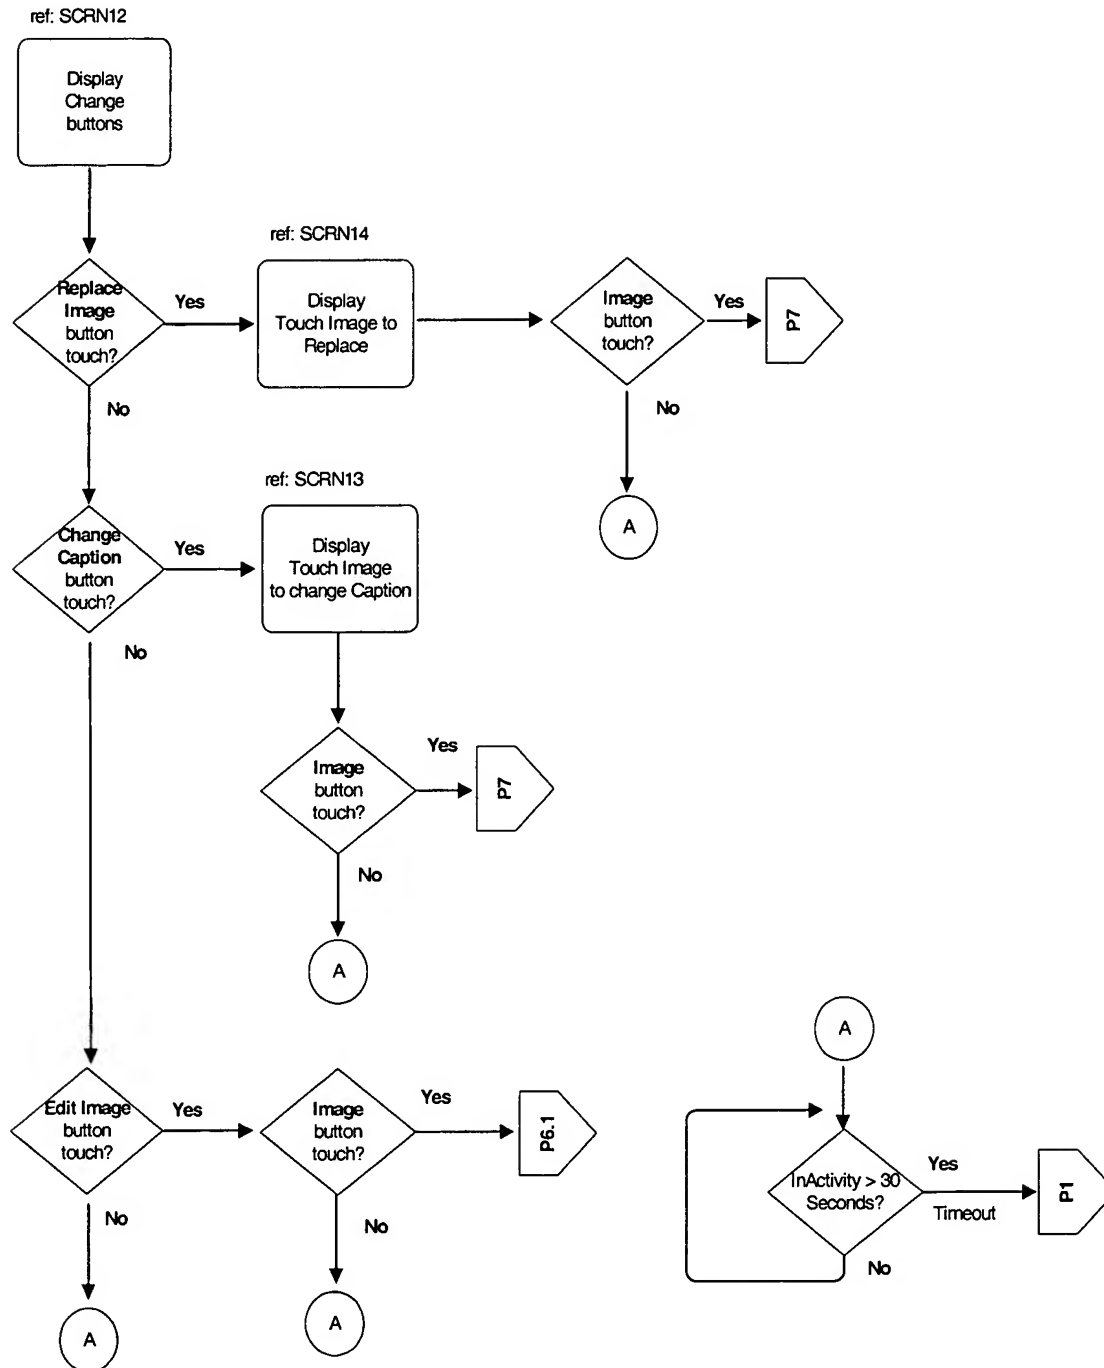 ref: SCRN12
Display
Change
buttons
ref: SCRN14
Replace
Image
button
touch?
Yes
Display
Touch Image to
Replace
Image
button
touch?
Yes
P7
No
No
A
ref: SCRN13
Change
Caption
button
touch?
Yes
Display
Touch Image
to change Caption
No
Image
button
touch?
Yes
P7
No
A
A
Edit Image
button
touch?
Yes
Image
button
touch?
Yes
P6.1
InActivity > 30
Seconds?
Yes
Timeout
P1
No
No
No
A
A